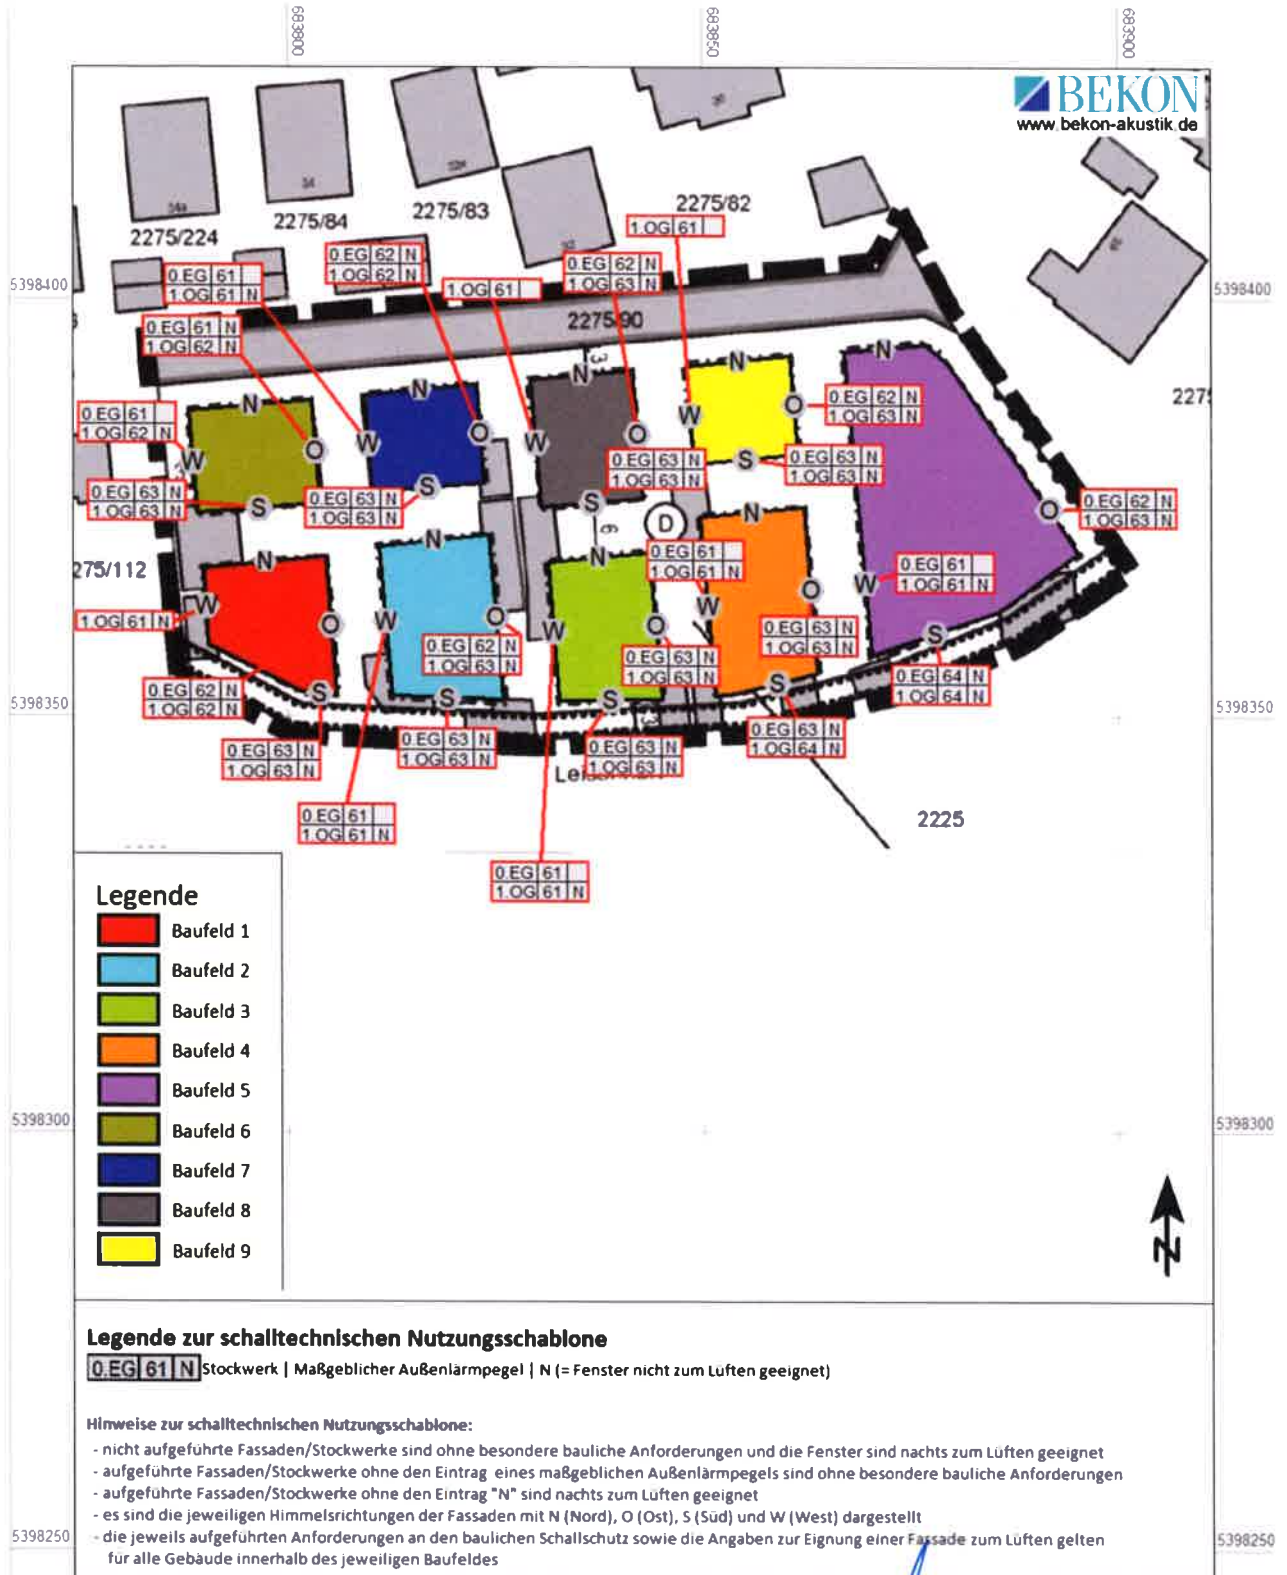 683800
683850
683900
BEKON
www.bekon-akustik.de
54a
54
2275/224
2275/84
2275/83
2275/82
1.OG 61
0.EG 62 N
1.OG 62 N
0.EG 62 N
1.OG 63 N
0.EG 61
1.OG 61 N
1.OG 61
5398400
5398400
2275/90
0.EG 61 N
1.OG 62 N
3
N
N
N
N
N
2275
0.EG 61
1.OG 62 N
W
O
W
O
W
O
W
O
0.EG 62 N
1.OG 63 N
0.EG 63 N
1.OG 63 N
S
0.EG 63 N
1.OG 63 N
S
0.EG 63 N
1.OG 63 N
S
S
0.EG 63 N
1.OG 63 N
O
0.EG 62 N
1.OG 63 N
N
N
6
D
N
N
275/112
0.EG 61
1.OG 61 N
W
0.EG 61
1.OG 61 N
1.OG 61 N
W
O
W
O
W
O
W
O
0.EG 62 N
1.OG 63 N
0.EG 63 N
1.OG 63 N
0.EG 63 N
1.OG 63 N
S
0.EG 64 N
1.OG 64 N
0.EG 62 N
1.OG 62 N
S
S
S
S
5398350
5398350
3
0.EG 63 N
1.OG 63 N
0.EG 63 N
1.OG 63 N
0.EG 63 N
1.OG 63 N
0.EG 63 N
1.OG 64 N
0.EG 61
1.OG 61 N
2225
0.EG 61
1.OG 61 N
Legende
Baufeld 1
Baufeld 2
Baufeld 3
Baufeld 4
Baufeld 5
Baufeld 6
Baufeld 7
Baufeld 8
Baufeld 9
5398300
5398300
N
Legende zur schalltechnischen Nutzungsschablone
0.EG 61 N Stockwerk | Maßgeblicher Außenlärmpegel | N (= Fenster nicht zum Lüften geeignet)
Hinweise zur schalltechnischen Nutzungsschablone:
- nicht aufgeführte Fassaden/Stockwerke sind ohne besondere bauliche Anforderungen und die Fenster sind nachts zum Lüften geeignet
- aufgeführte Fassaden/Stockwerke ohne den Eintrag eines maßgeblichen Außenlärmpegels sind ohne besondere bauliche Anforderungen
- aufgeführte Fassaden/Stockwerke ohne den Eintrag "N" sind nachts zum Lüften geeignet
- es sind die jeweiligen Himmelsrichtungen der Fassaden mit N (Nord), O (Ost), S (Süd) und W (West) dargestellt
- die jeweils aufgeführten Anforderungen an den baulichen Schallschutz sowie die Angaben zur Eignung einer Fassade zum Lüften gelten
für alle Gebäude innerhalb des jeweiligen Baufeldes
5398250
5398250